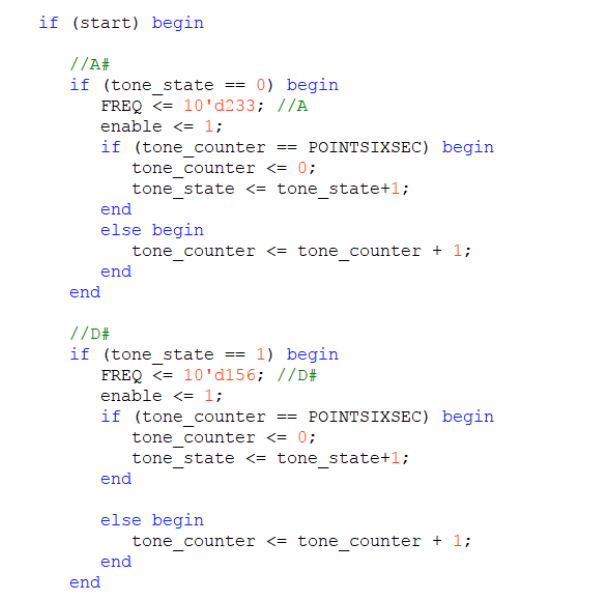 if (start) begin
//A#
if (tone_state == 0) begin
FREQ <= 10'd233; //A
enable <= 1;
if (tone_counter == POINTSIXSEC) begin
tone_counter <= 0;
tone_state <= tone_state+1;
end
else begin
tone_counter <= tone_counter + 1;
end
end
//D#
if (tone_state == 1) begin
FREQ <= 10'd156; //D#
enable <= 1;
if (tone_counter == POINTSIXSEC) begin
tone_counter <= 0;
tone_state <= tone_state+1;
end
else begin
tone_counter <= tone_counter + 1;
end
end